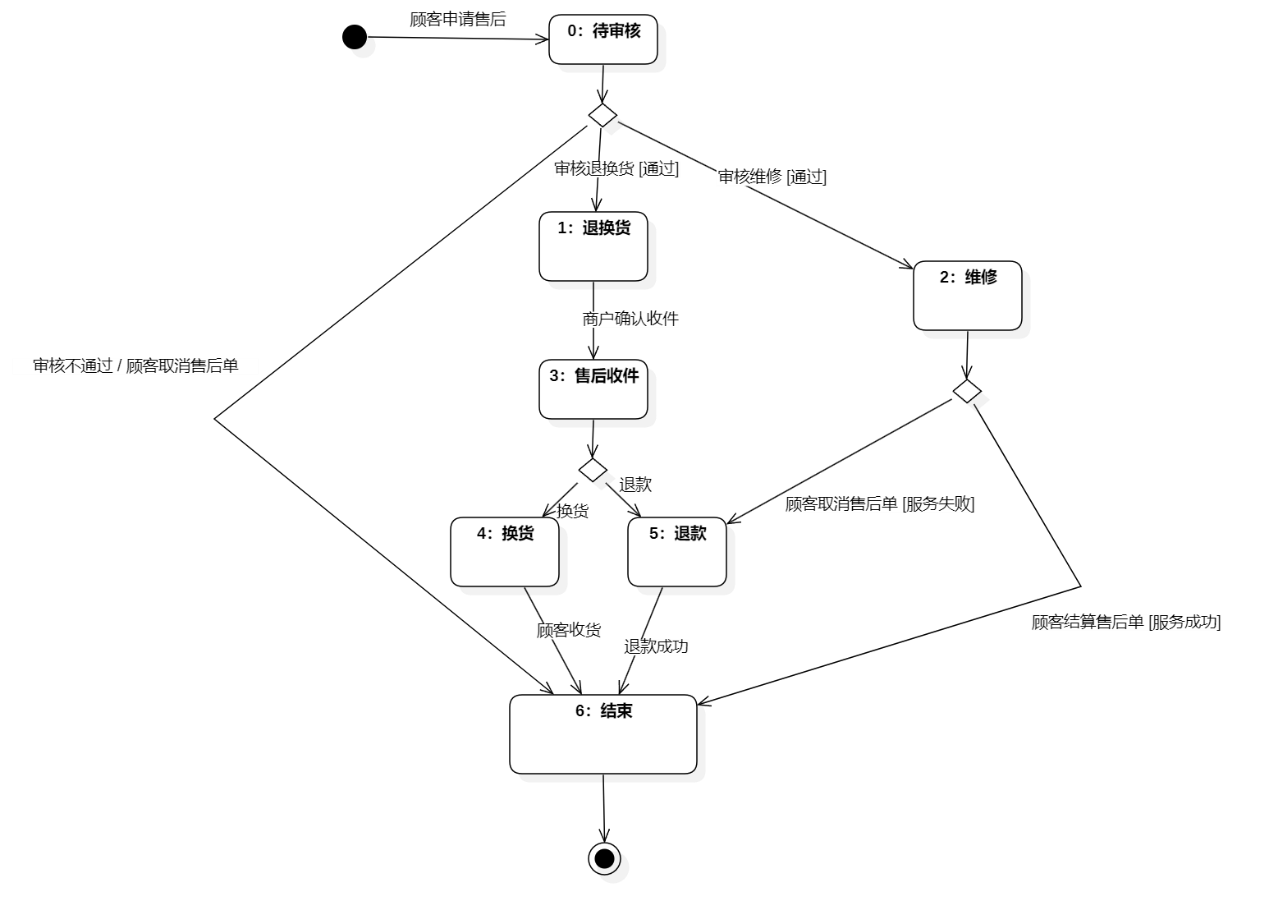 顾客申请售后
0：待审核
审核退换货 [通过]
审核维修 [通过]
1：退换货
2：维修
商户确认收件
审核不通过 / 顾客取消售后单
3：售后收件
退款
换货
顾客取消售后单 [服务失败]
4：换货
5：退款
顾客收货
顾客结算售后单 [服务成功]
退款成功
6：结束